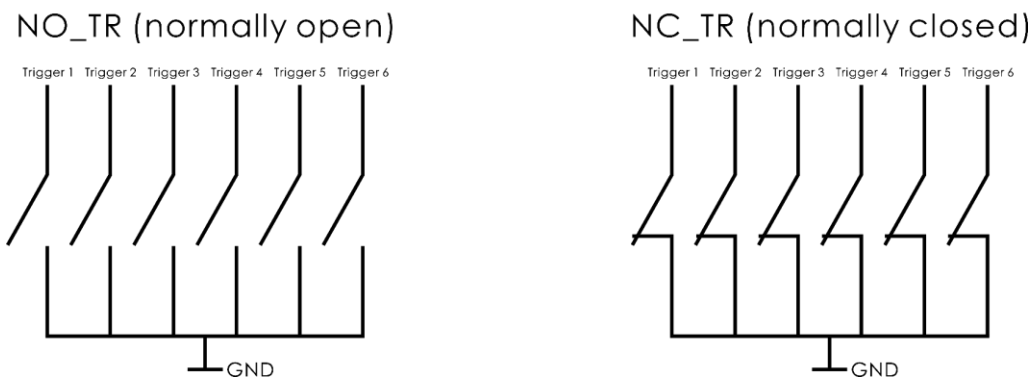 NO_TR (normally open)
Trigger 1 Trigger 2 Trigger 3 Trigger 4 Trigger 5 Trigger 6
GND
NC_TR (normally closed)
Trigger 1 Trigger 2 Trigger 3 Trigger 4 Trigger 5 Trigger 6
GND